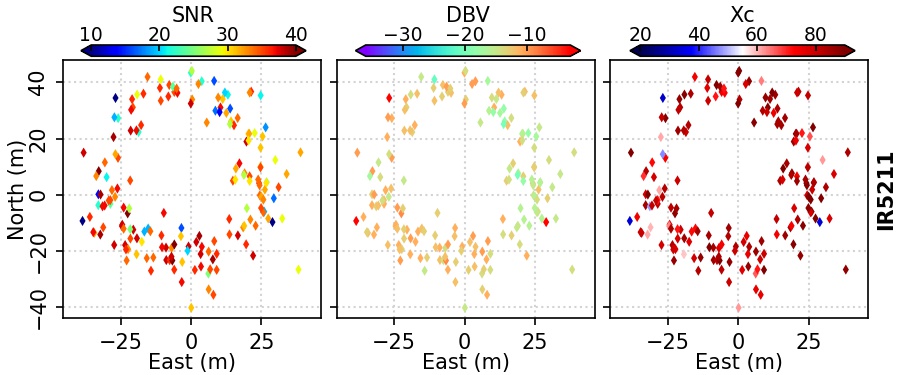 SNR
DBV
Xc
10 20 30 40
−30 −20 −10
20 40 60 80
North (m)
40
20
0
−20
−40
−25 0 25
−25 0 25
−25 0 25
East (m)
East (m)
East (m)
IR5211